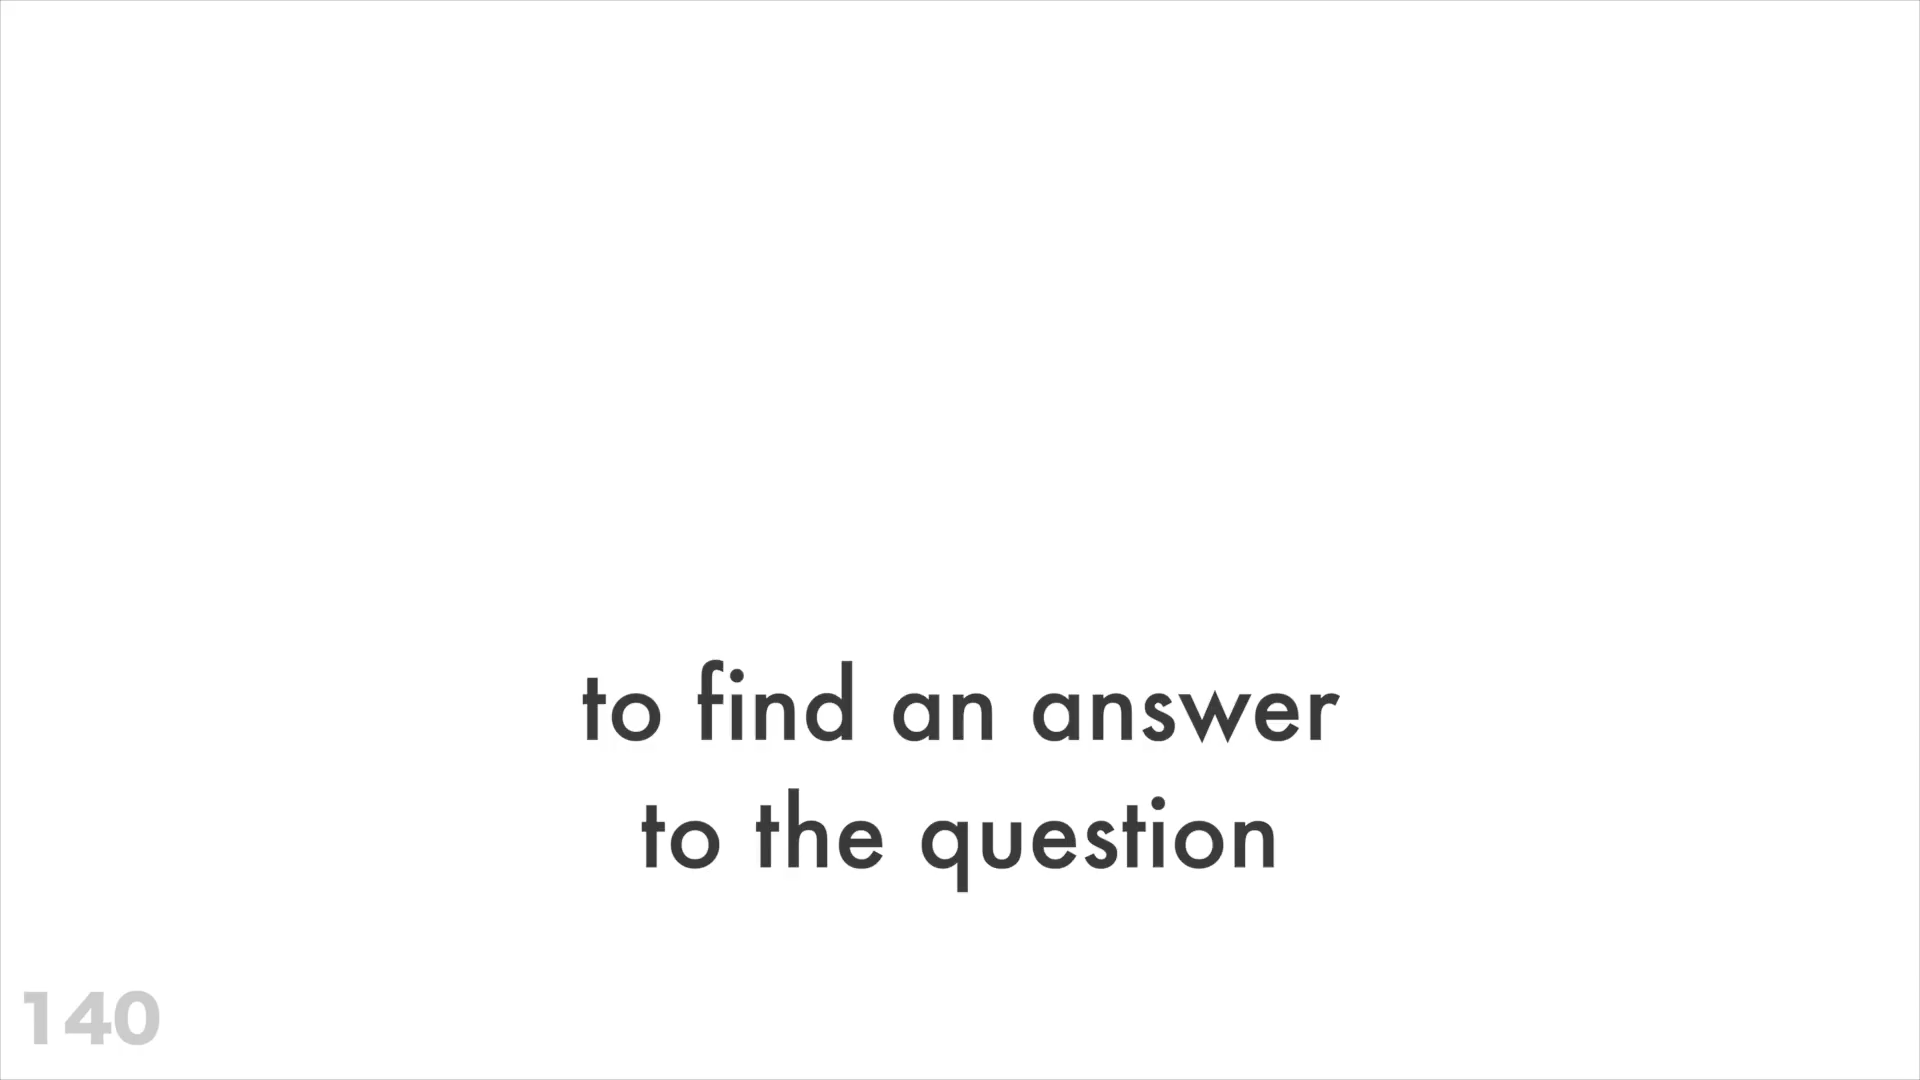 to find an answer
to the question
140